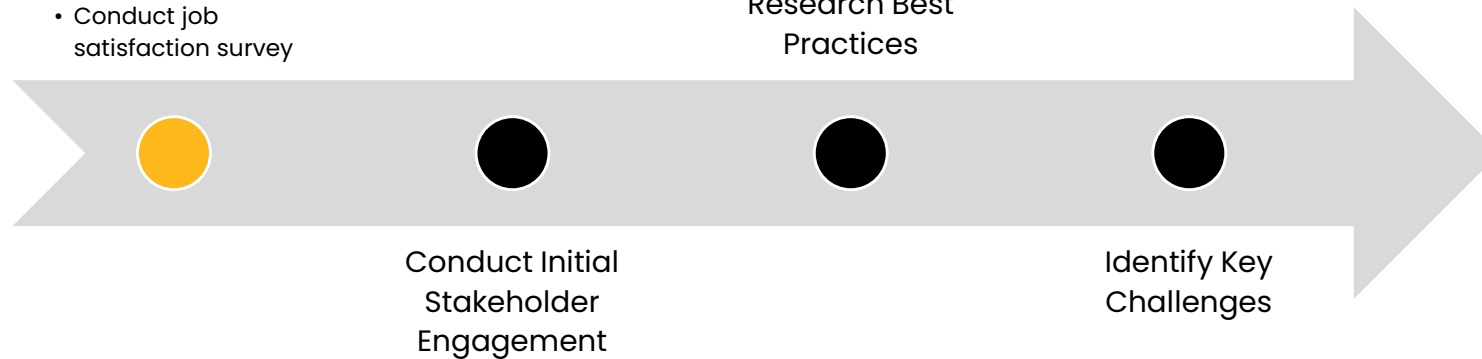 • Conduct job
satisfaction survey
Research Best
Practices
Conduct Initial
Stakeholder
Engagement
Identify Key
Challenges